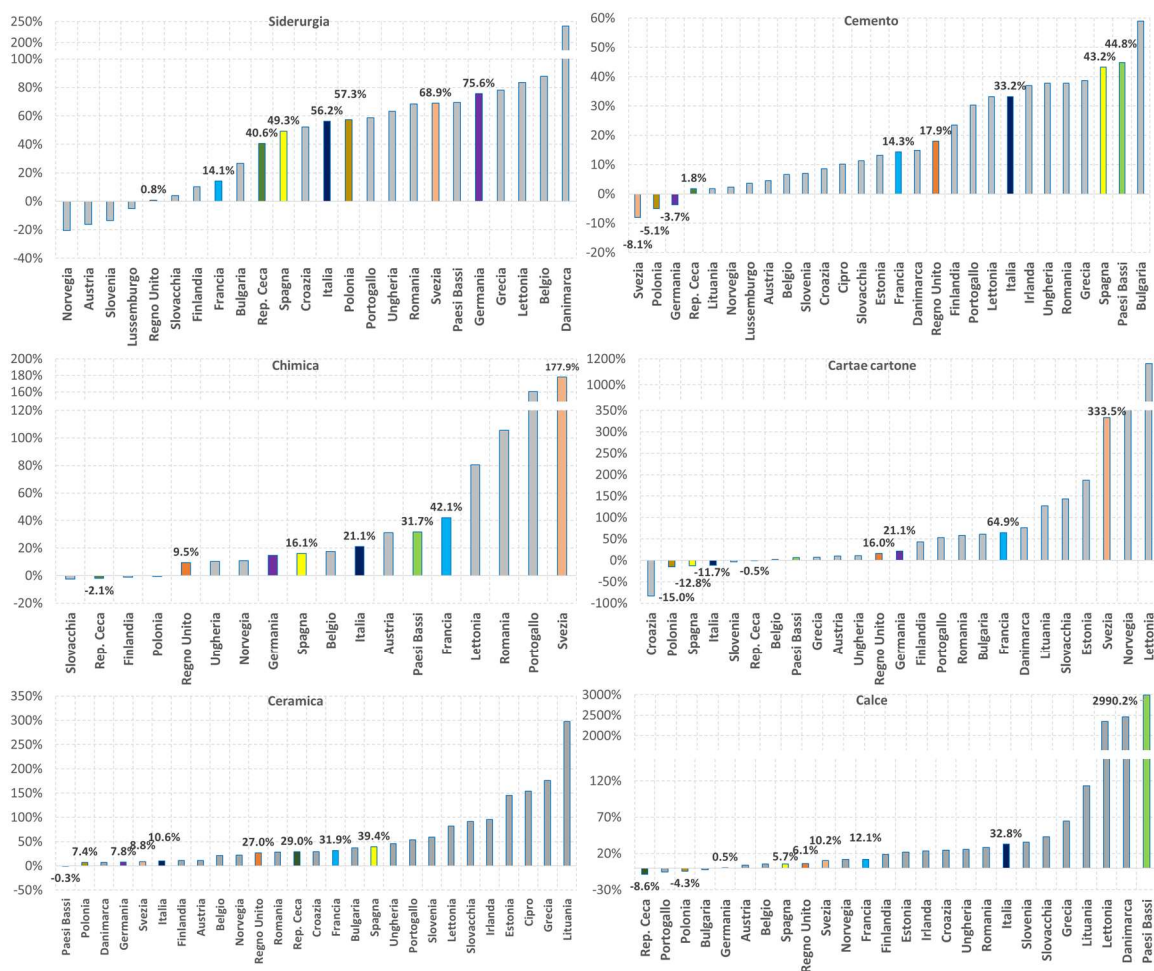 Siderurgia
250%
200%
100%
80%
60%
40%
20%
0%
-20%
-40%
0.8%
14.1%
40.6%
49.3%
56.2%
57.3%
68.9%
75.6%
Norvegia
Austria
Slovenia
Lussemburgo
Regno Unito
Slovacchia
Finlandia
Francia
Bulgaria
Rep. Ceca
Spagna
Croazia
Italia
Polonia
Portogallo
Ungheria
Romania
Svezia
Paesi Bassi
Germania
Grecia
Lettonia
Belgio
Danimarca
Cemento
60%
50%
40%
30%
20%
10%
0%
10%
20%
-8.1%
-5.1%
-3.7%
1.8%
14.3%
17.9%
33.2%
43.2%
44.8%
Svezia
Polonia
Germania
Rep. Ceca
Lituania
Norvegia
Lussemburgo
Austria
Belgio
Slovenia
Croazia
Cipro
Slovacchia
Estonia
Francia
Danimarca
Regno Unito
Finlandia
Portogallo
Lettonia
Italia
Irlanda
Ungheria
Romania
Grecia
Spagna
Paesi Bassi
Bulgaria
Chimica
200%
180%
160%
120%
100%
80%
60%
40%
20%
0%
-20%
-2.1%
9.5%
16.1%
21.1%
31.7%
42.1%
177.9%
Slovacchia
Rep. Ceca
Finlandia
Polonia
Regno Unito
Ungheria
Norvegia
Germania
Spagna
Belgio
Italia
Austria
Paesi Bassi
Francia
Lettonia
Romania
Portogallo
Svezia
Cartae cartone
1200%
1000%
350%
300%
250%
200%
150%
100%
50%
0%
-50%
-100%
-15.0%
-12.8%
-11.7%
-0.5%
16.0%
21.1%
64.9%
333.5%
Croazia
Polonia
Spagna
Italia
Slovenia
Rep. Ceca
Belgio
Paesi Bassi
Grecia
Austria
Ungheria
Regno Unito
Germania
Finlandia
Portogallo
Romania
Bulgaria
Francia
Danimarca
Lituania
Slovacchia
Estonia
Svezia
Norvegia
Lettonia
Ceramica
350%
300%
250%
200%
150%
100%
50%
0%
-50%
-0.3%
7.4%
7.8%
8.8%
10.6%
27.0%
29.0%
31.9%
39.4%
Paesi Bassi
Polonia
Danimarca
Germania
Svezia
Italia
Finlandia
Austria
Belgio
Norvegia
Regno Unito
Romania
Rep. Ceca
Croazia
Francia
Bulgaria
Spagna
Ungheria
Portogallo
Slovenia
Lettonia
Slovacchia
Irlanda
Estonia
Cipro
Grecia
Lituania
Calce
3000%
2500%
2000%
120%
70%
20%
-30%
-8.6%
-4.3%
0.5%
5.7%
6.1%
10.2%
12.1%
32.8%
2990.2%
Rep. Ceca
Portogallo
Polonia
Bulgaria
Germania
Austria
Belgio
Spagna
Regno Unito
Svezia
Norvegia
Francia
Finlandia
Estonia
Irlanda
Croazia
Ungheria
Romania
Italia
Slovenia
Slovacchia
Grecia
Lituania
Lettonia
Danimarca
Paesi Bassi